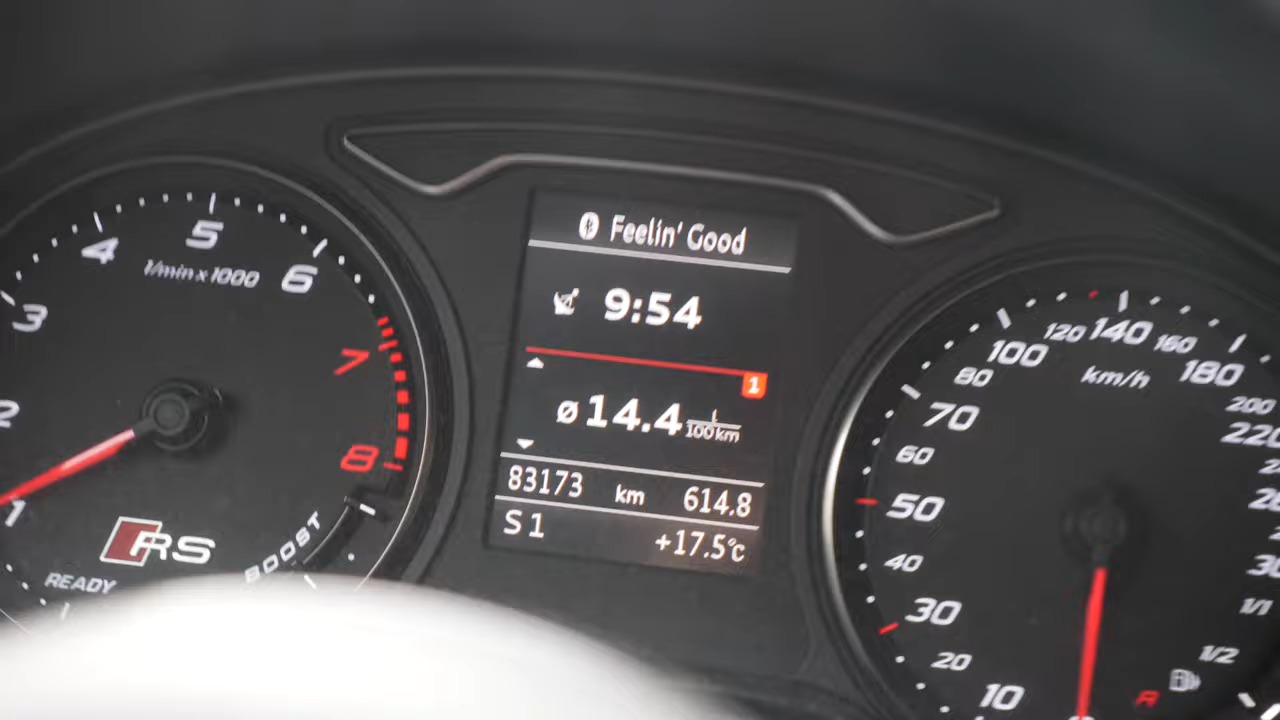 Feelin' Good
9:54
1
ø 14.4 l/100km
83173 km 614.8
S 1 +17.5°C
1
2
3
4
5
6
7
8
1/min x 1000
RS
READY
BOOST
10
20
30
40
50
60
70
80
100
120
140
160
180
200
220
km/h
1/1
1/2
R